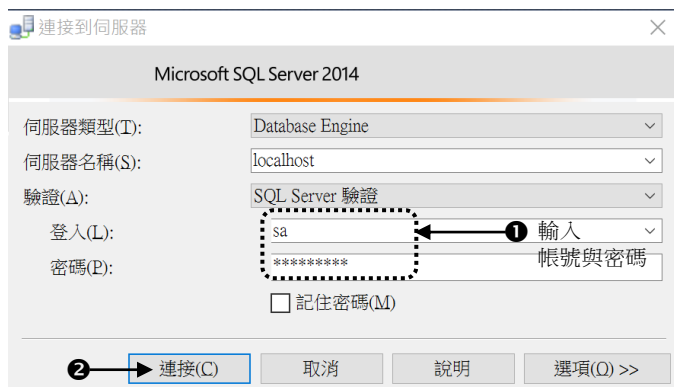 連接到伺服器
Microsoft SQL Server 2014
伺服器類型(T): Database Engine
伺服器名稱(S): localhost
驗證(A): SQL Server 驗證
登入(L): sa ❶ 輸入
帳號與密碼
密碼(P): *********
記住密碼(M)
❷ 連接(C) 取消 說明 選項(O) >>